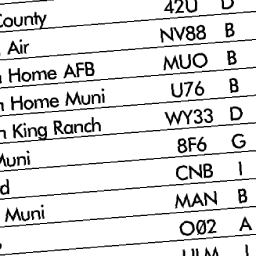 County 42U D
Air NV88 B
Home AFB MUO B
Home Muni U76 B
King Ranch WY33 D
Muni 8F6 G
d CNB I
Muni MAN B
O02 A